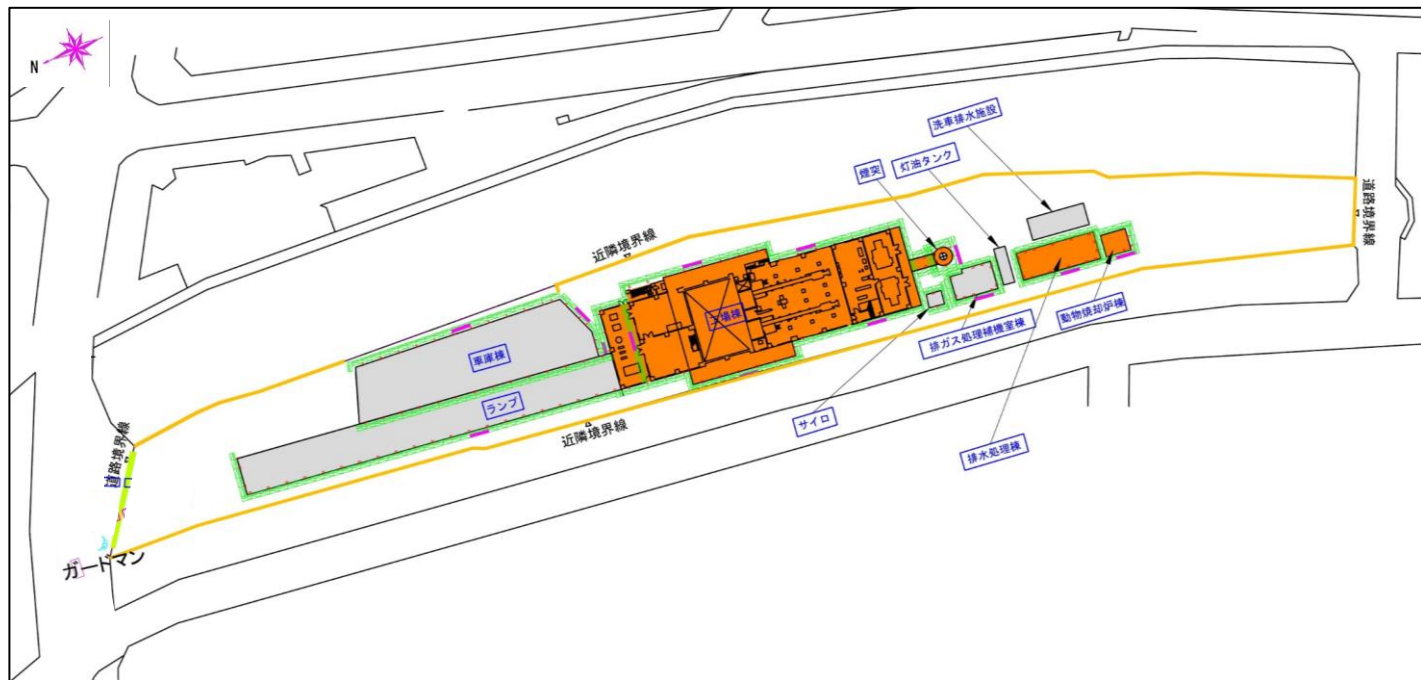 N
洗車排水施設
灯油タンク
煙突
道路境界線
近隣境界線
工場棟
車庫棟
ランプ
排ガス処理補機室棟
動物焼却炉棟
サイロ
近隣境界線
排水処理棟
道路境界線
ガードマン